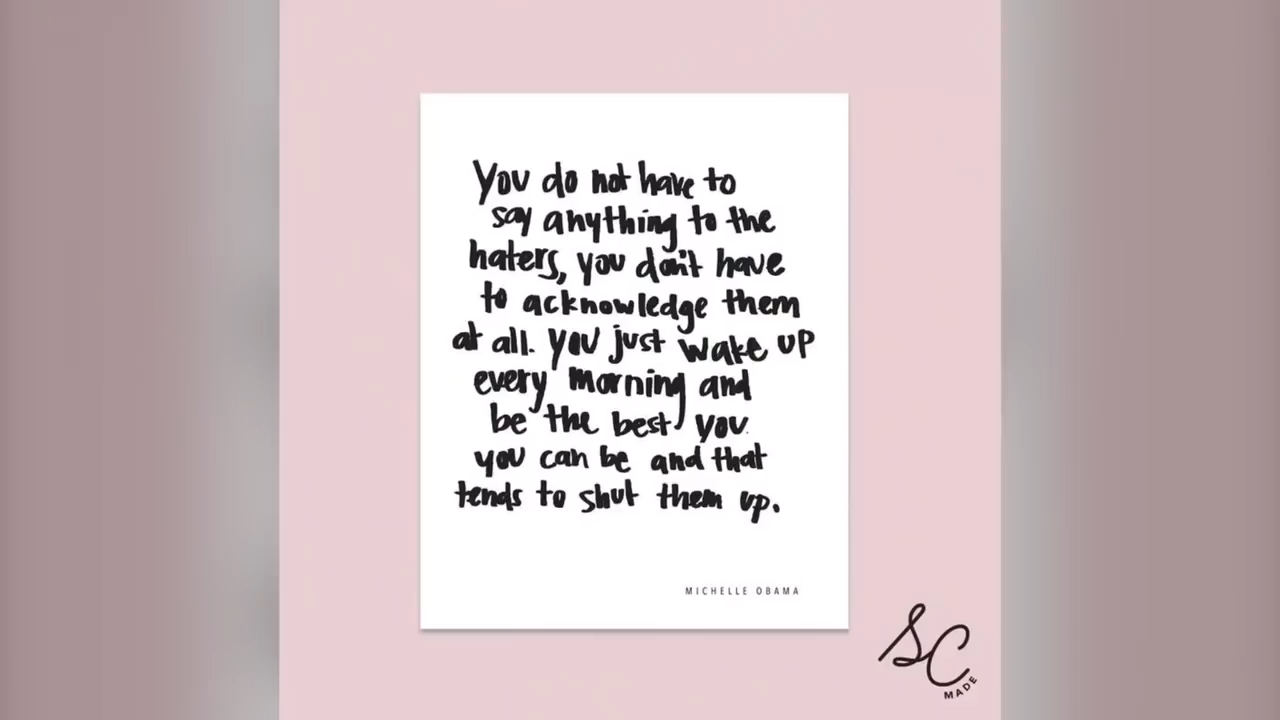 You do not have to
say anything to the
haters, you don't have
to acknowledge them
at all. You just wake up
every morning and
be the best you
you can be and that
tends to shut them up.
MICHELLE OBAMA
SC
MADE